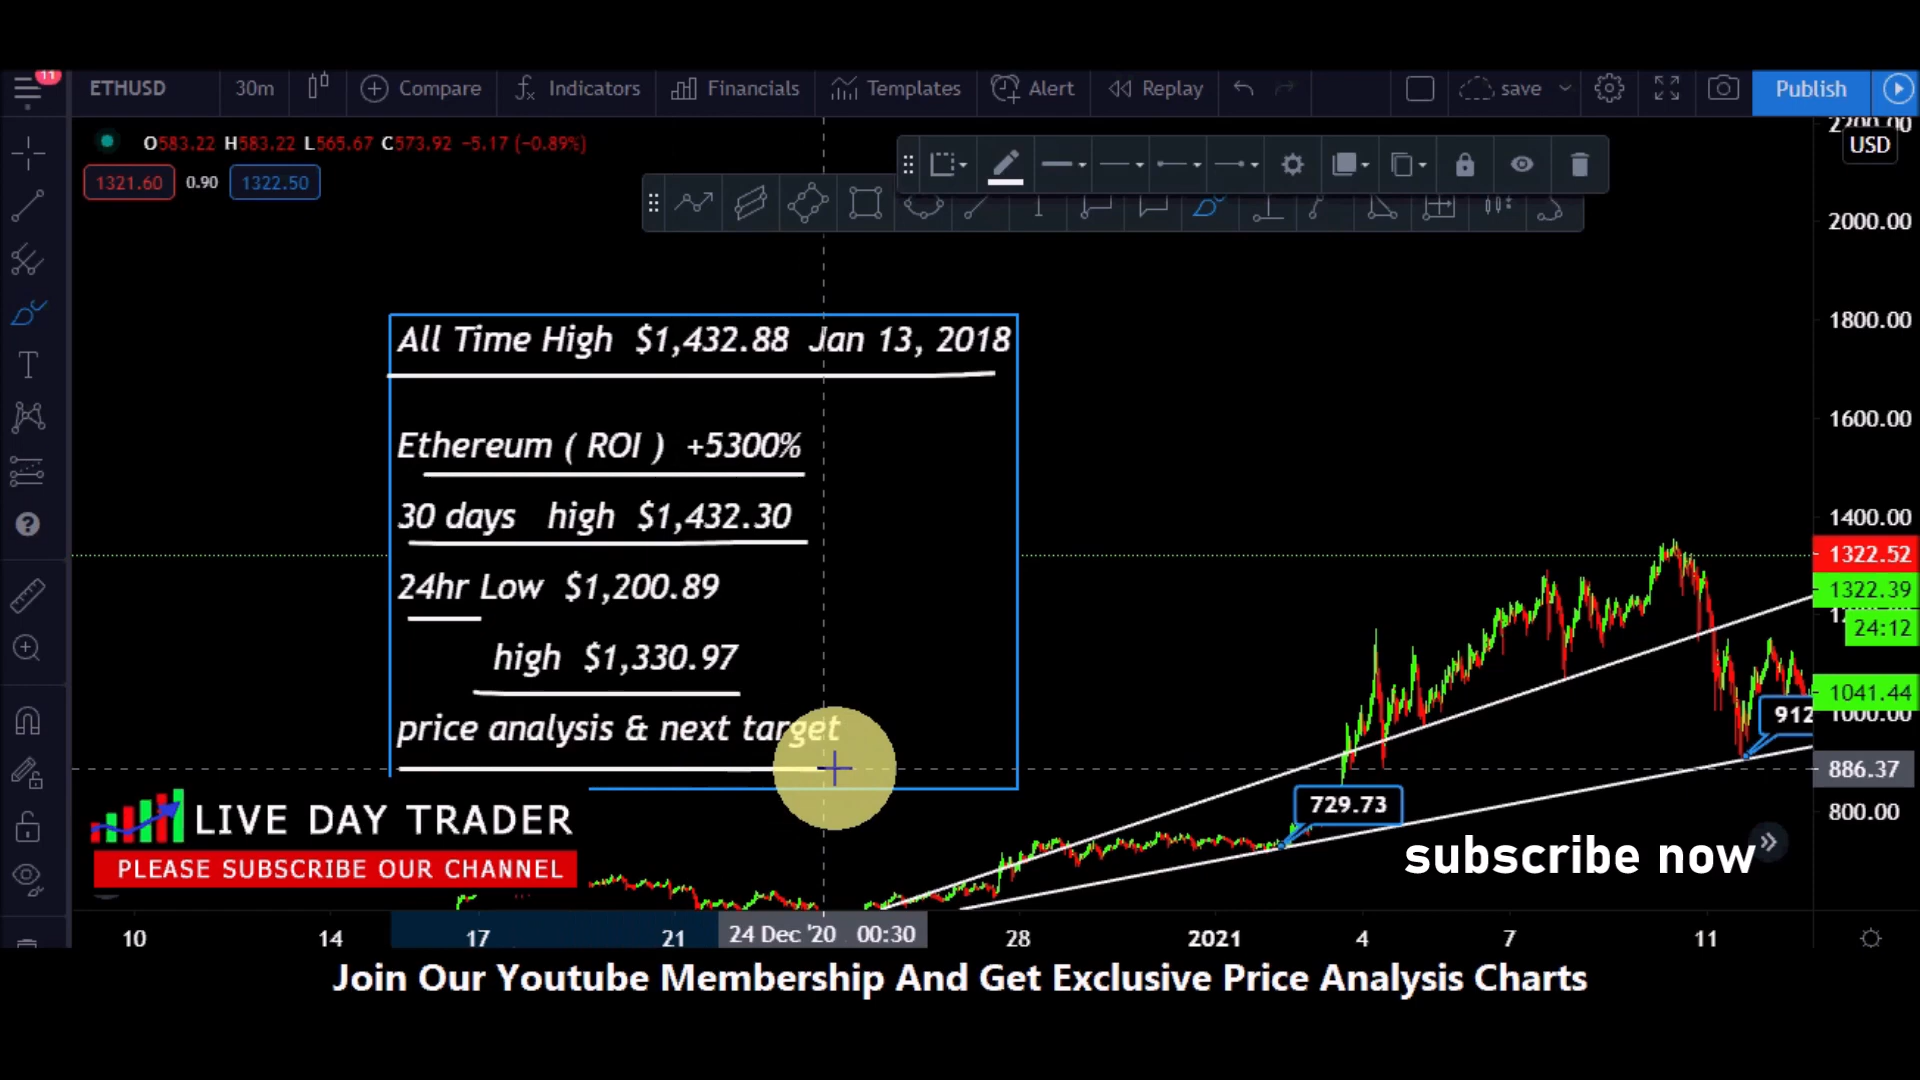 11
ETHUSD 30m Compare Indicators Financials Templates Alert Replay save Publish
O583.22 H583.22 L565.67 C573.92 -5.17 (-0.89%)
USD
1321.60 0.90 1322.50
2000.00
1800.00
1600.00
1400.00
1322.52
1322.39
24:12
1041.44
1000.00
886.37
800.00
All Time High $1,432.88 Jan 13, 2018
Ethereum ( ROI ) +5300%
30 days high $1,432.30
24hr Low $1,200.89
high $1,330.97
price analysis & next target
912
729.73
LIVE DAY TRADER
PLEASE SUBSCRIBE OUR CHANNEL
subscribe now
10 14 17 21 24 Dec '20 00:30 28 2021 4 7 11
Join Our Youtube Membership And Get Exclusive Price Analysis Charts